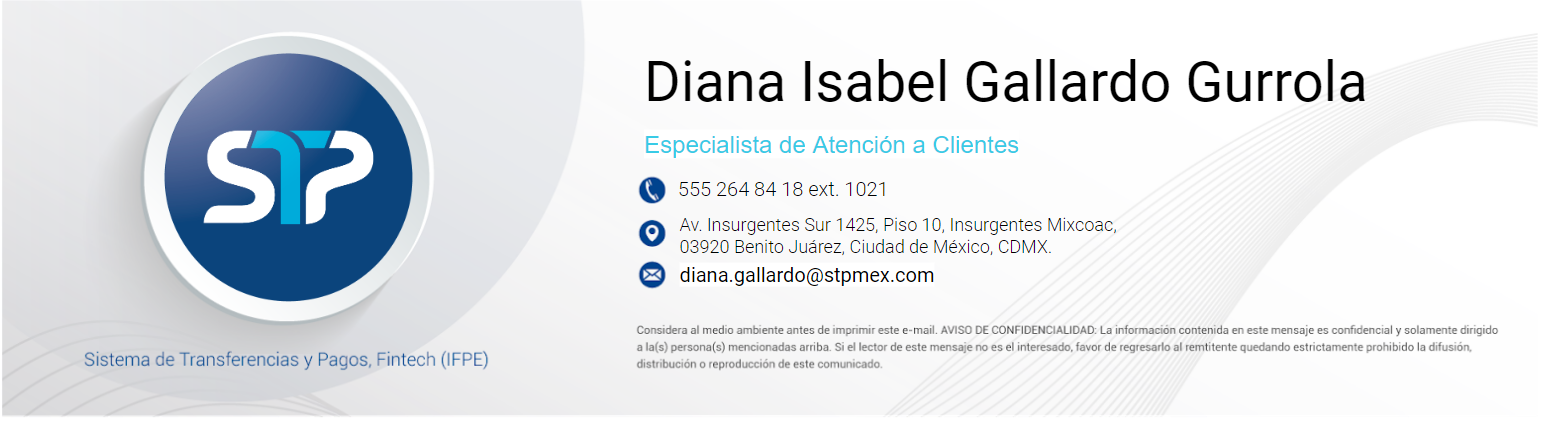 STP
Sistema de Transferencias y Pagos, Fintech (IFPE)
Diana Isabel Gallardo Gurrola
Especialista de Atención a Clientes
555 264 84 18 ext. 1021
Av. Insurgentes Sur 1425, Piso 10, Insurgentes Mixcoac,
03920 Benito Juárez, Ciudad de México, CDMX.
diana.gallardo@stpmex.com
Considera al medio ambiente antes de imprimir este e-mail. AVISO DE CONFIDENCIALIDAD: La información contenida en este mensaje es confidencial y solamente dirigido
a la(s) persona(s) mencionadas arriba. Si el lector de este mensaje no es el interesado, favor de regresarlo al remtitente quedando estrictamente prohibido la difusión,
distribución o reproducción de este comunicado.